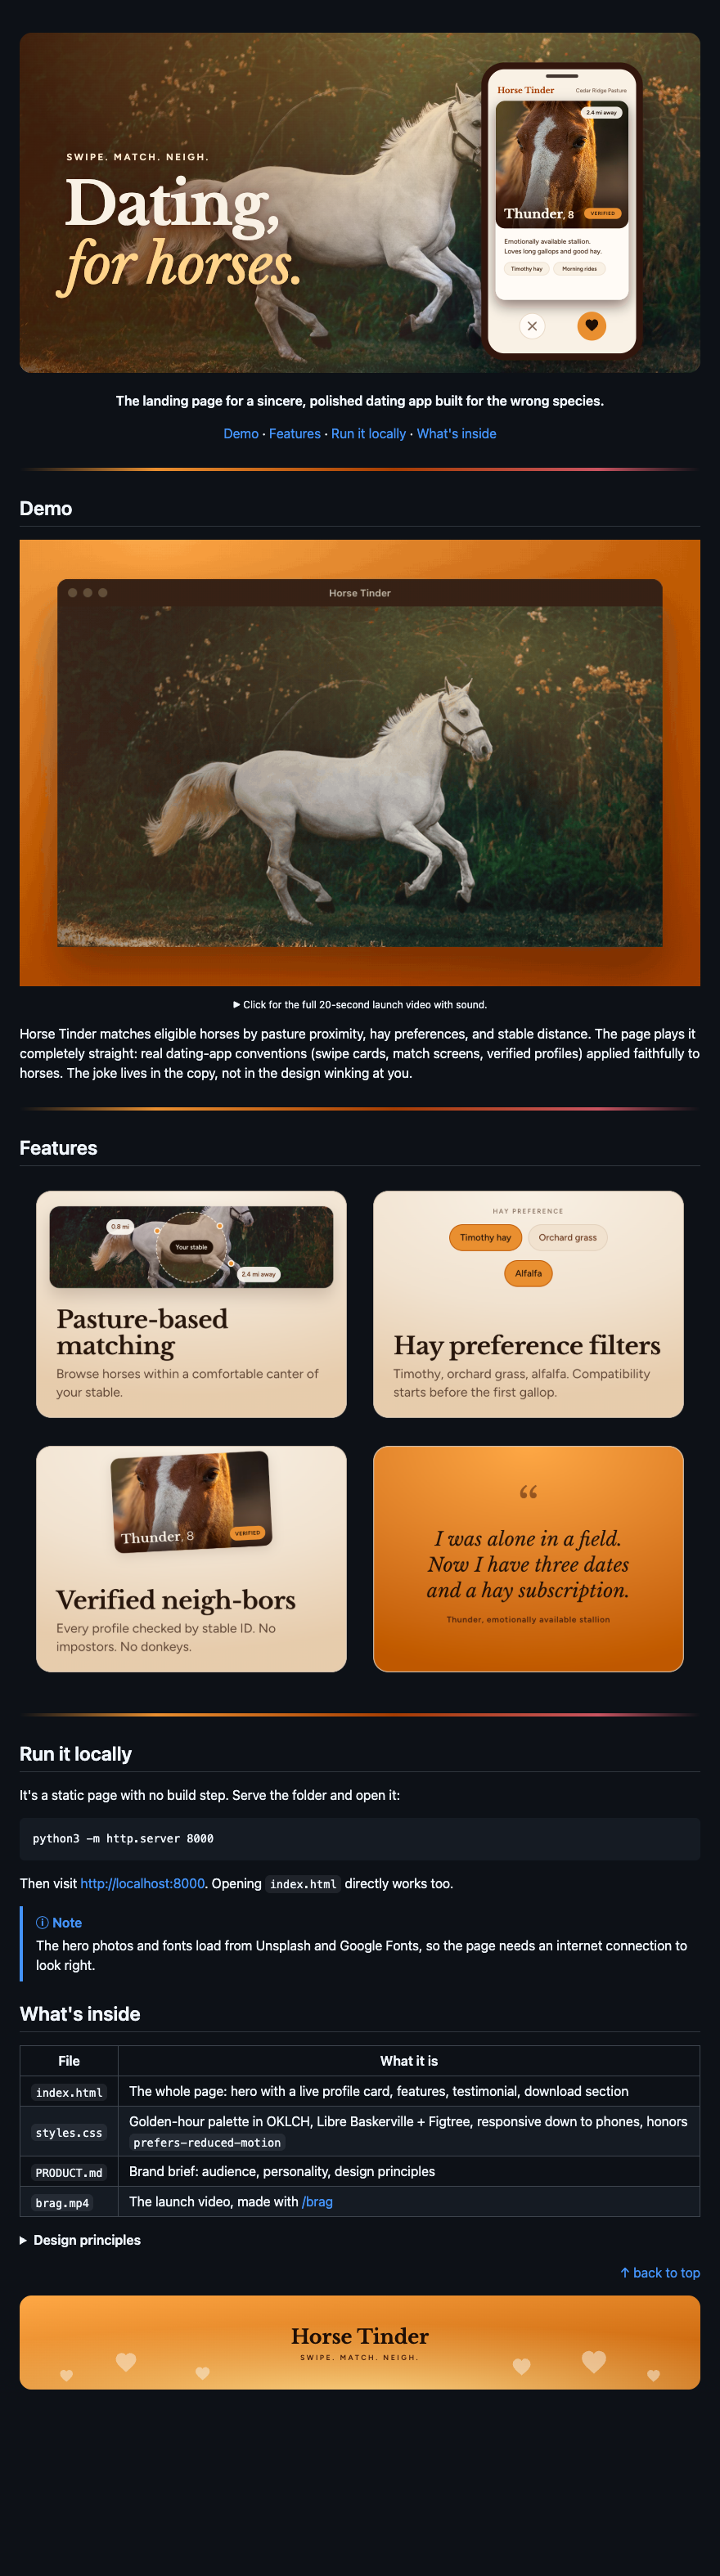 SWIPE. MATCH. NEIGH.
Dating,
for horses.
Horse Tinder
Cedar Ridge Pasture
2.4 mi away
Thunder, 8
VERIFIED
Emotionally available stallion.
Loves long gallops and good hay.
Timothy hay
Morning rides
The landing page for a sincere, polished dating app built for the wrong species.
Demo · Features · Run it locally · What's inside
Demo
Horse Tinder
▶ Click for the full 20-second launch video with sound.
Horse Tinder matches eligible horses by pasture proximity, hay preferences, and stable distance. The page plays it
completely straight: real dating-app conventions (swipe cards, match screens, verified profiles) applied faithfully to
horses. The joke lives in the copy, not in the design winking at you.
Features
0.8 mi
Your stable
2.4 mi away
Pasture-based
matching
Browse horses within a comfortable canter of
your stable.
HAY PREFERENCE
Timothy hay
Orchard grass
Alfalfa
Hay preference filters
Timothy, orchard grass, alfalfa. Compatibility
starts before the first gallop.
Thunder, 8
VERIFIED
Verified neigh-bors
Every profile checked by stable ID. No
impostors. No donkeys.
“
I was alone in a field.
Now I have three dates
and a hay subscription.
Thunder, emotionally available stallion
Run it locally
It's a static page with no build step. Serve the folder and open it:
python3 -m http.server 8000
Then visit http://localhost:8000. Opening index.html directly works too.
Note
The hero photos and fonts load from Unsplash and Google Fonts, so the page needs an internet connection to
look right.
What's inside
File
What it is
index.html
The whole page: hero with a live profile card, features, testimonial, download section
styles.css
Golden-hour palette in OKLCH, Libre Baskerville + Figtree, responsive down to phones, honors
prefers-reduced-motion
PRODUCT.md
Brand brief: audience, personality, design principles
brag.mp4
The launch video, made with /brag
▶ Design principles
↑ back to top
Horse Tinder
SWIPE. MATCH. NEIGH.